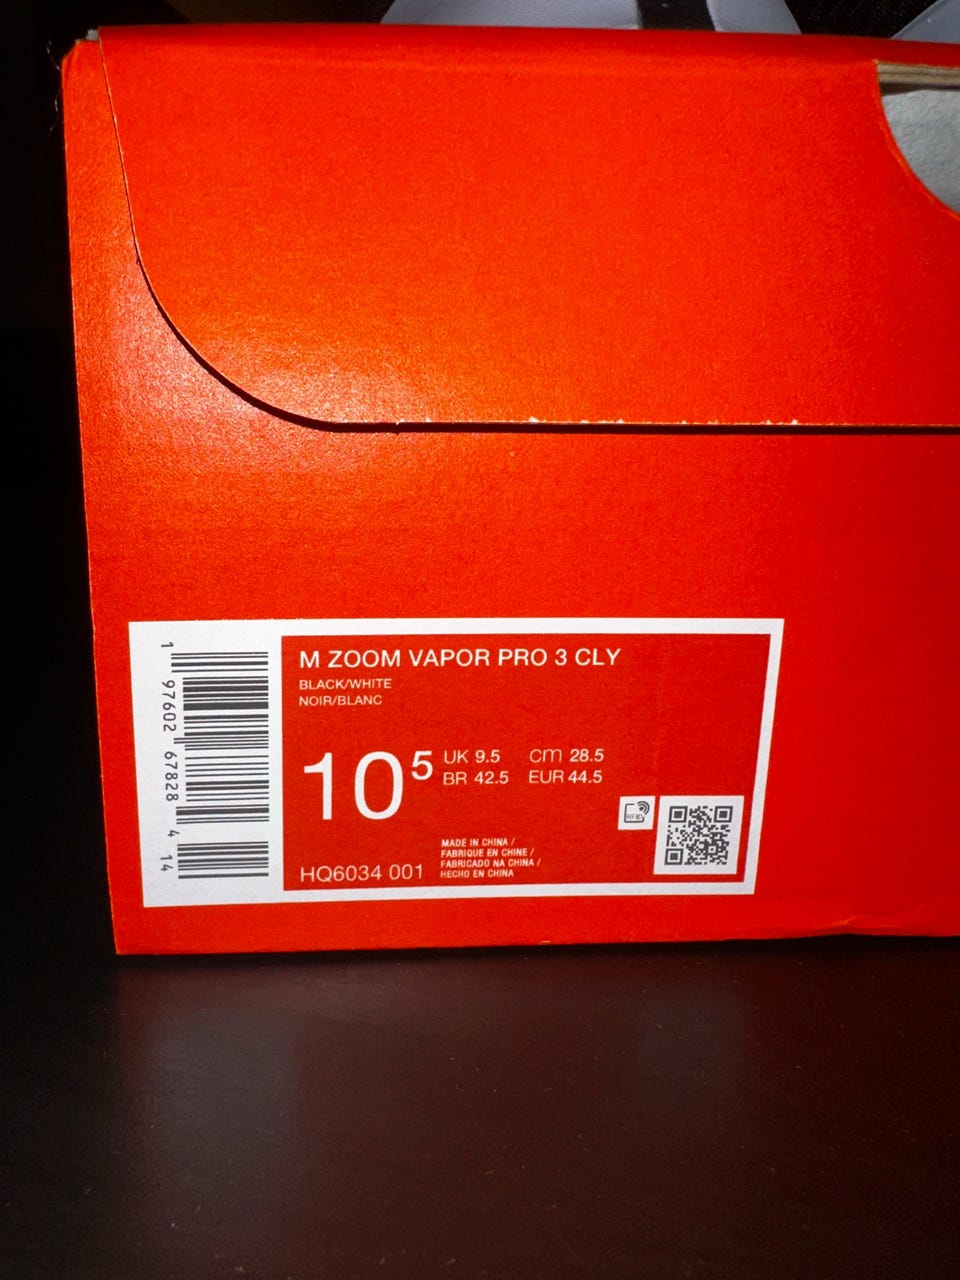 M ZOOM VAPOR PRO 3 CLY
BLACK/WHITE
NOIR/BLANC
10 5
UK 9.5 cm 28.5
BR 42.5 EUR 44.5
RFID
MADE IN CHINA /
FABRIQUE EN CHINE /
FABRICADO NA CHINA /
HECHO EN CHINA
HQ6034 001
1 97602 67828 4 14